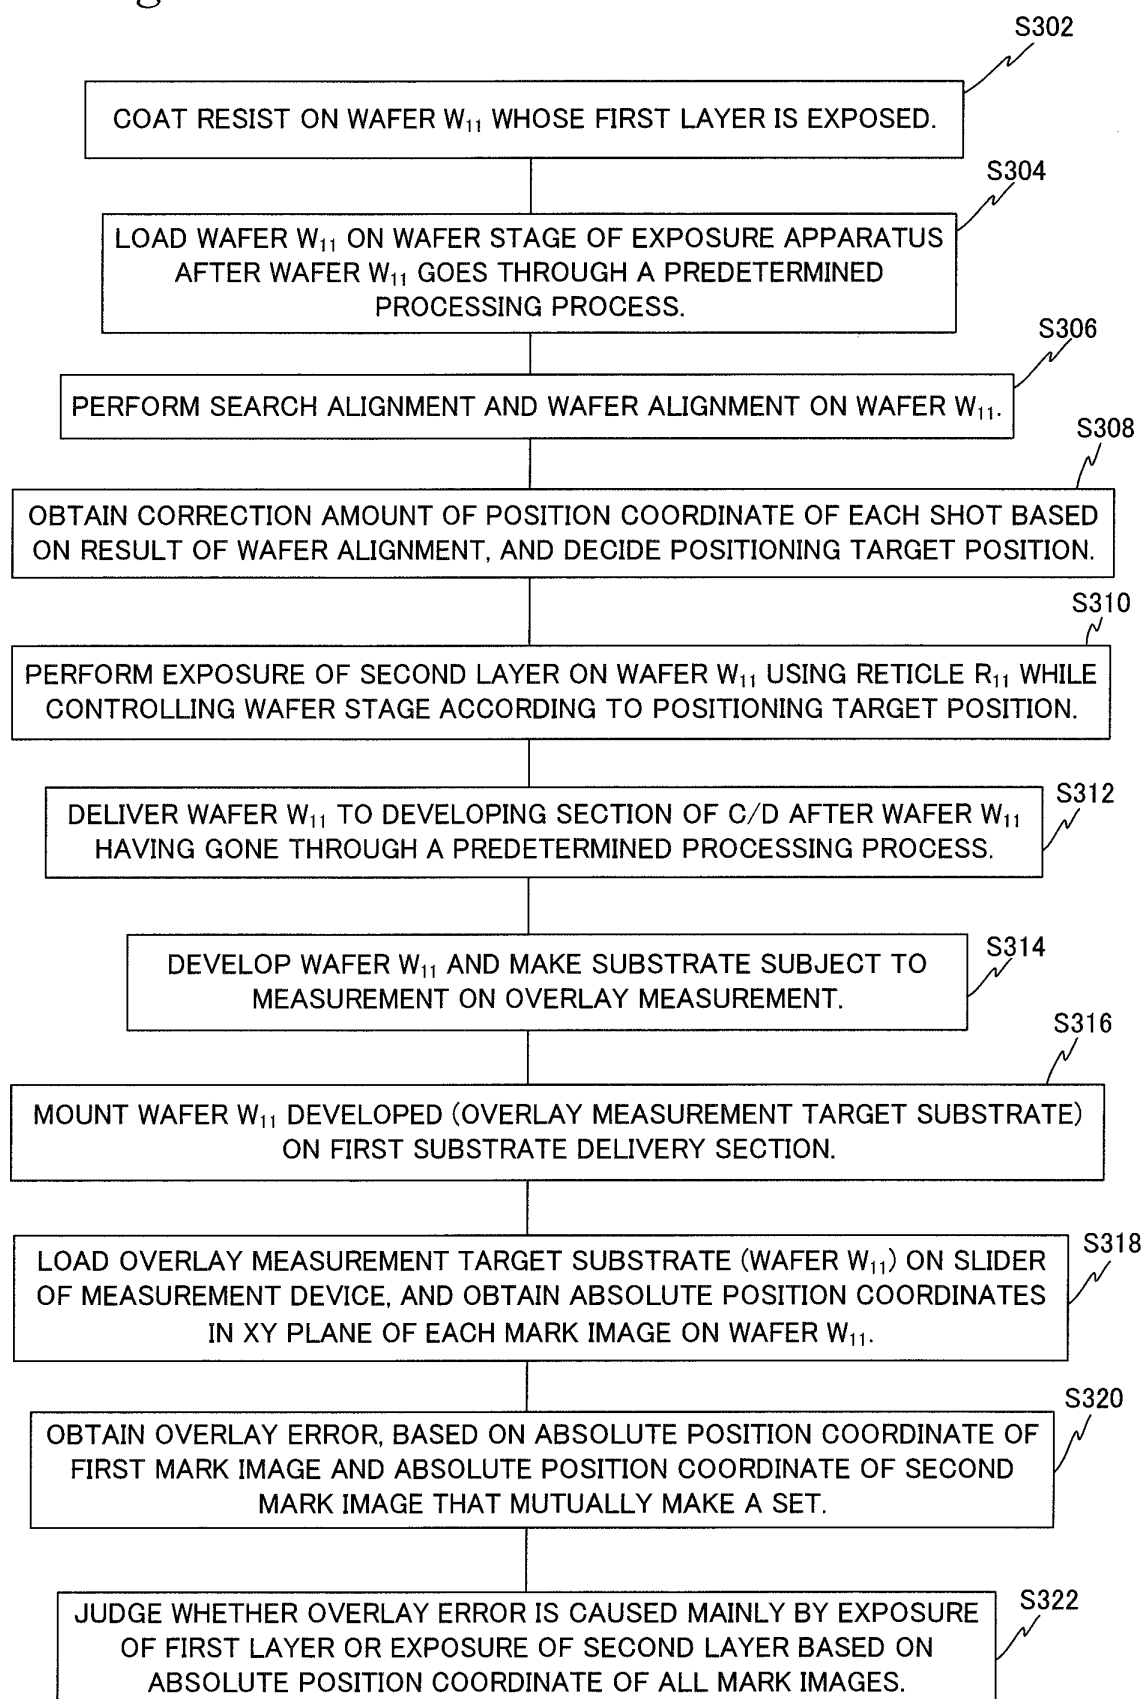 S302
COAT RESIST ON WAFER W₁₁ WHOSE FIRST LAYER IS EXPOSED.
S304
LOAD WAFER W₁₁ ON WAFER STAGE OF EXPOSURE APPARATUS
AFTER WAFER W₁₁ GOES THROUGH A PREDETERMINED
PROCESSING PROCESS.
S306
PERFORM SEARCH ALIGNMENT AND WAFER ALIGNMENT ON WAFER W₁₁.
S308
OBTAIN CORRECTION AMOUNT OF POSITION COORDINATE OF EACH SHOT BASED
ON RESULT OF WAFER ALIGNMENT, AND DECIDE POSITIONING TARGET POSITION.
S310
PERFORM EXPOSURE OF SECOND LAYER ON WAFER W₁₁ USING RETICLE R₁₁ WHILE
CONTROLLING WAFER STAGE ACCORDING TO POSITIONING TARGET POSITION.
S312
DELIVER WAFER W₁₁ TO DEVELOPING SECTION OF C/D AFTER WAFER W₁₁
HAVING GONE THROUGH A PREDETERMINED PROCESSING PROCESS.
S314
DEVELOP WAFER W₁₁ AND MAKE SUBSTRATE SUBJECT TO
MEASUREMENT ON OVERLAY MEASUREMENT.
S316
MOUNT WAFER W₁₁ DEVELOPED (OVERLAY MEASUREMENT TARGET SUBSTRATE)
ON FIRST SUBSTRATE DELIVERY SECTION.
S318
LOAD OVERLAY MEASUREMENT TARGET SUBSTRATE (WAFER W₁₁) ON SLIDER
OF MEASUREMENT DEVICE, AND OBTAIN ABSOLUTE POSITION COORDINATES
IN XY PLANE OF EACH MARK IMAGE ON WAFER W₁₁.
S320
OBTAIN OVERLAY ERROR, BASED ON ABSOLUTE POSITION COORDINATE OF
FIRST MARK IMAGE AND ABSOLUTE POSITION COORDINATE OF SECOND
MARK IMAGE THAT MUTUALLY MAKE A SET.
S322
JUDGE WHETHER OVERLAY ERROR IS CAUSED MAINLY BY EXPOSURE
OF FIRST LAYER OR EXPOSURE OF SECOND LAYER BASED ON
ABSOLUTE POSITION COORDINATE OF ALL MARK IMAGES.